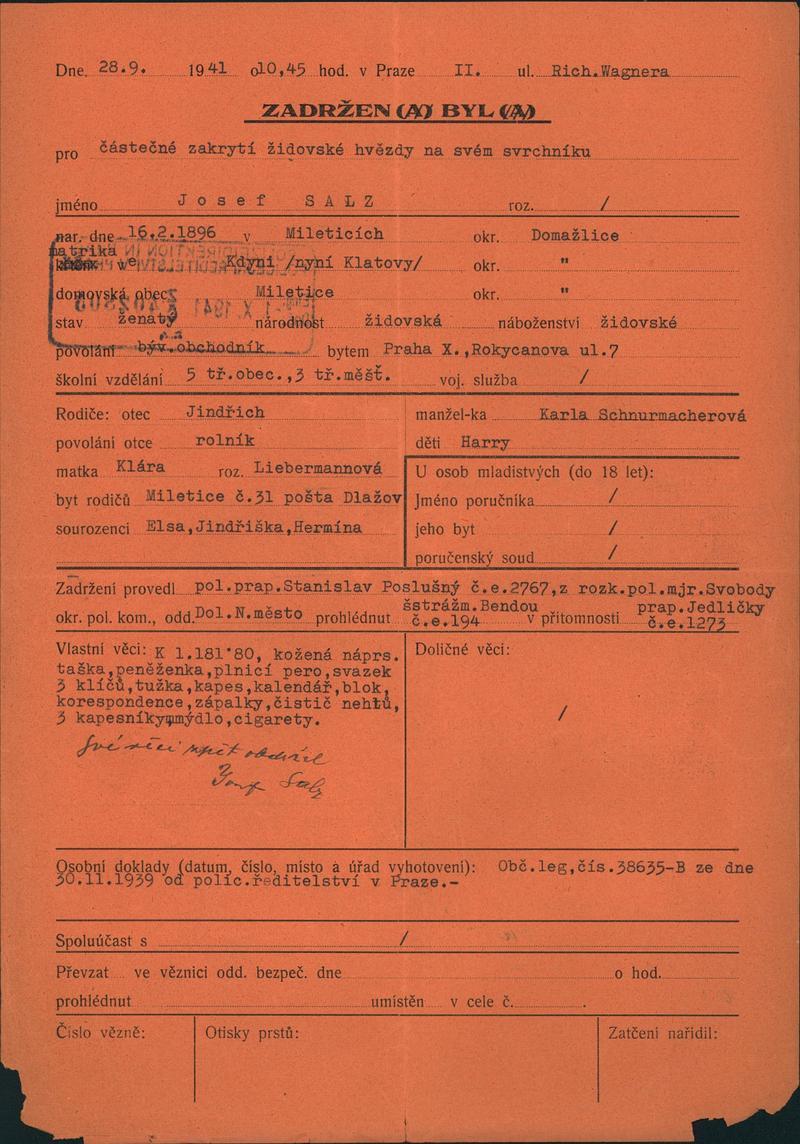 Dne 28.9. 1941 o 10,45 hod. v Praze II. ul. Rich.Wagnera
ZADRŽEN (A) BYL (A)
pro částečné zakrytí židovské hvězdy na svém svrchníku
jméno Josef SALZ roz. /
nar. dne 16.2.1896 v Mileticích okr. Domažlice
matrika ve Kdyni /nyní Klatovy/ okr. "
domovská obec Miletice okr. "
stav ženatý národnost židovská náboženství židovské
povolání býv.obchodník bytem Praha X.,Rokycanova ul.7
školní vzdělání 5 tř.obec.,3 tř.měšť. voj. služba /
Rodiče: otec Jindřich manžel-ka Karla Schnurmacherová
povolání otce rolník děti Harry
matka Klára roz. Liebermannová U osob mladistvých (do 18 let):
byt rodičů Miletice č.31 pošta Dlažov Jméno poručníka /
sourozenci Elsa,Jindřiška,Hermína jeho byt /
poručenský soud /
Zadržení provedl pol.prap.Stanislav Poslušný č.e.2767,z rozk.pol.mjr.Svobody
okr. pol. kom., odd. Dol.N.město prohlédnut šstrážm.Bendou č.e.194 v přítomnosti prap.Jedličky č.e.1273
Vlastní věci: K 1.181'80, kožená náprs. Doličné věci:
taška,peněženka,plnicí pero,svazek
3 klíčů,tužka,kapes,kalendář,blok,
korespondence,zápalky,čistič nehtů,
3 kapesníky,mýdlo,cigarety. /
Své věci zpět obdržel
Josef Salz
Osobní doklady (datum, číslo, místo a úřad vyhotovení): Obč.leg,čís.38635-B ze dne
30.11.1939 od polic.ředitelství v Praze.-
Spoluúčast s /
Převzat ve věznici odd. bezpeč. dne o hod.
prohlédnut umístěn v cele č. .
Číslo vězně: Otisky prstů: Zatčení nařídil: